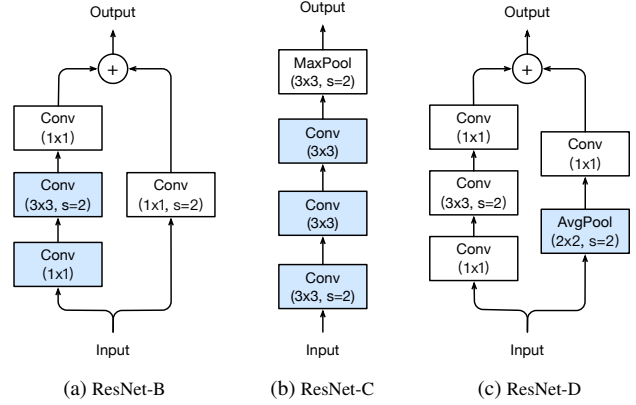 Output
+
Conv
(1x1)
Conv
(3x3, s=2)
Conv
(1x1)
Conv
(1x1, s=2)
Input
(a) ResNet-B
Output
MaxPool
(3x3, s=2)
Conv
(3x3)
Conv
(3x3)
Conv
(3x3, s=2)
Input
(b) ResNet-C
Output
+
Conv
(1x1)
Conv
(3x3, s=2)
Conv
(1x1)
Conv
(1x1)
AvgPool
(2x2, s=2)
Input
(c) ResNet-D